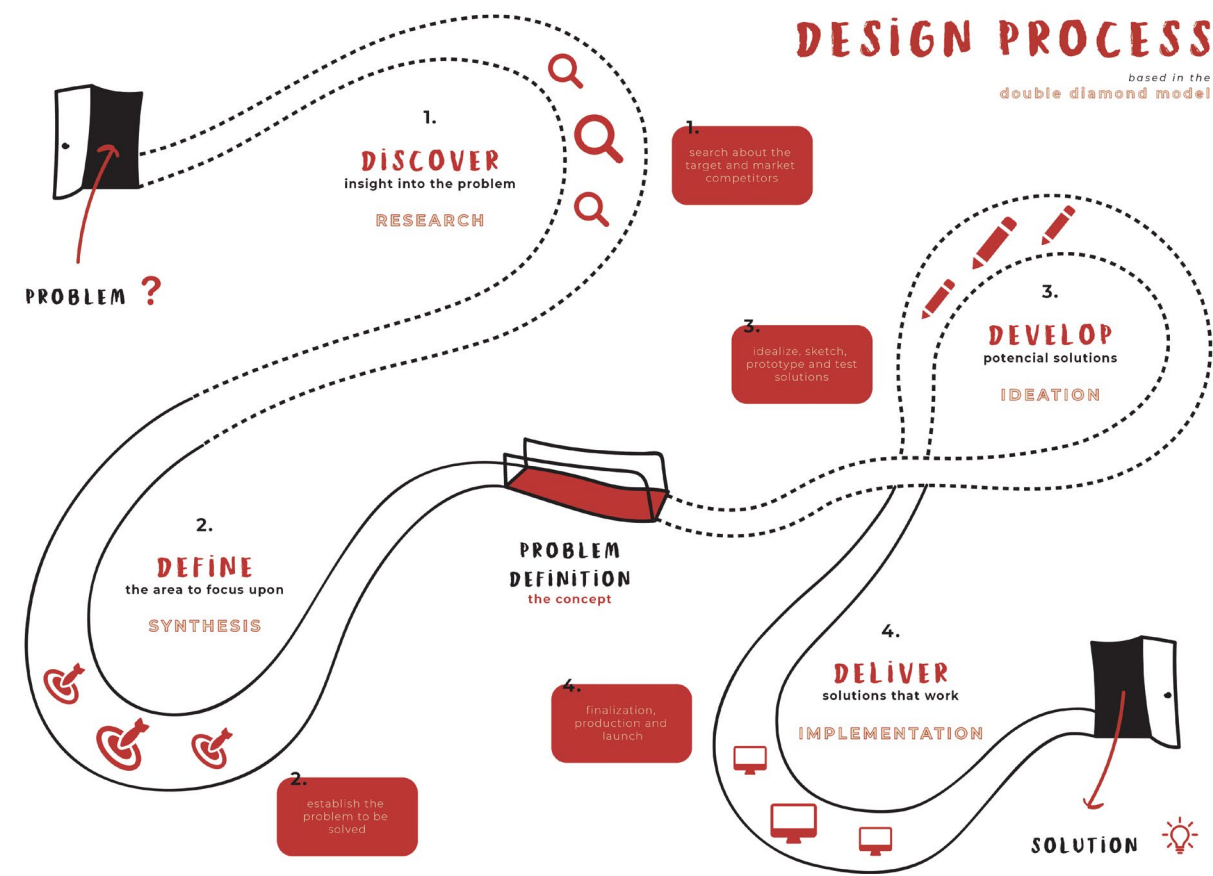 DESIGN PROCESS
based in the
double diamond model
PROBLEM ?
1.
DISCOVER
insight into the problem
RESEARCH
1.
search about the
target and market
competitors
2.
DEFINE
the area to focus upon
SYNTHESIS
2.
establish the
problem to be
solved
PROBLEM
DEFINITION
the concept
3.
DEVELOP
potencial solutions
IDEATION
3.
idealize, sketch,
prototype and test
solutions
4.
DELIVER
solutions that work
IMPLEMENTATION
4.
finalization,
production and
launch
SOLUTION